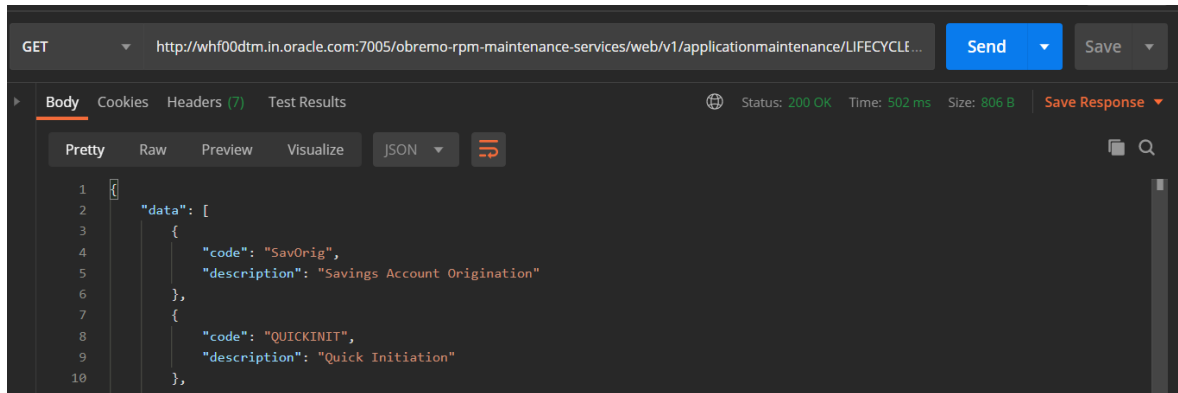 GET http://whf00dtm.in.oracle.com:7005/obremo-rpm-maintenance-services/web/v1/applicationmaintenance/LIFECYCLE... Send Save
Body Cookies Headers (7) Test Results Status: 200 OK Time: 502 ms Size: 806 B Save Response
Pretty Raw Preview Visualize JSON
1 {
2 "data": [
3 {
4 "code": "SavOrig",
5 "description": "Savings Account Origination"
6 },
7 {
8 "code": "QUICKINIT",
9 "description": "Quick Initiation"
10 },